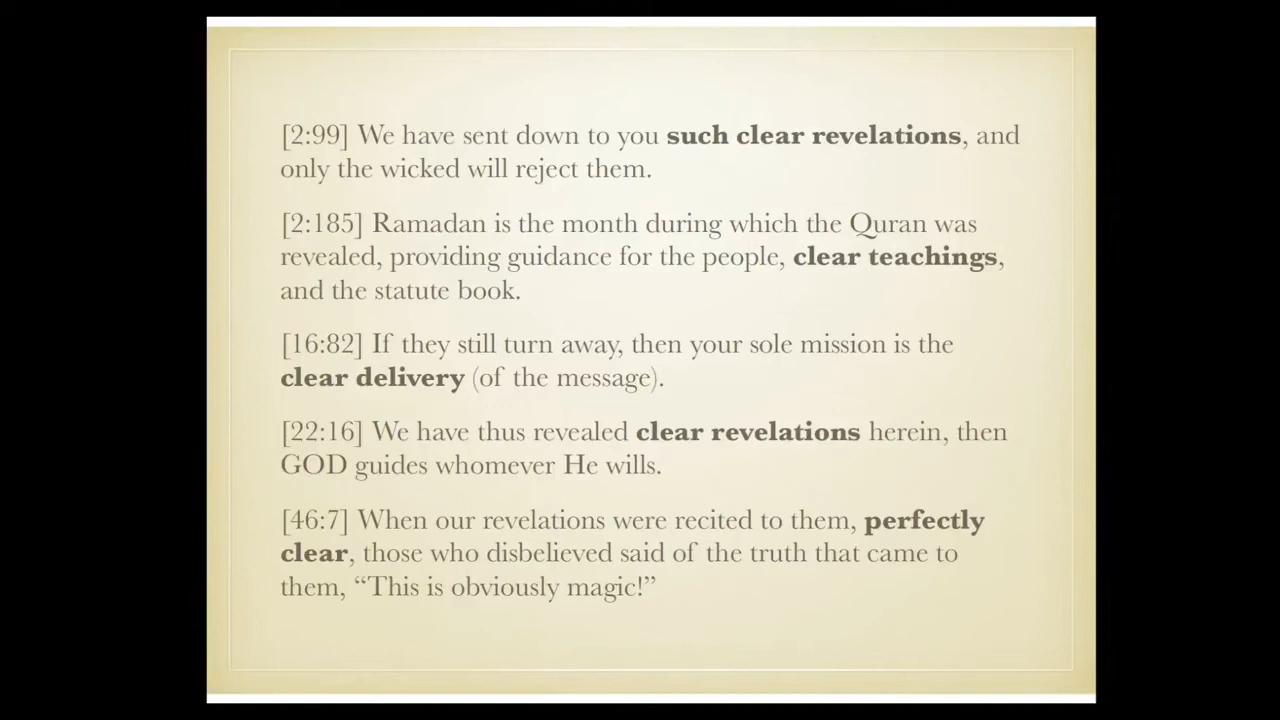 [2:99] We have sent down to you such clear revelations, and
only the wicked will reject them.
[2:185] Ramadan is the month during which the Quran was
revealed, providing guidance for the people, clear teachings,
and the statute book.
[16:82] If they still turn away, then your sole mission is the
clear delivery (of the message).
[22:16] We have thus revealed clear revelations herein, then
GOD guides whomever He wills.
[46:7] When our revelations were recited to them, perfectly
clear, those who disbelieved said of the truth that came to
them, “This is obviously magic!”